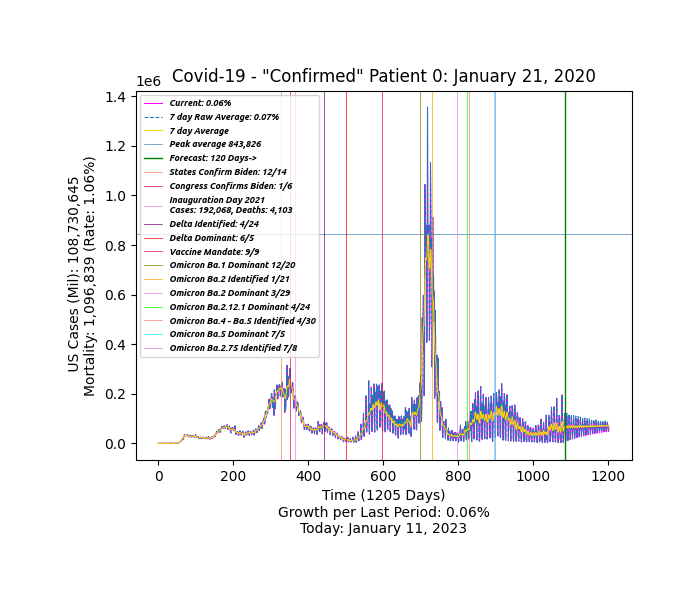 Covid-19 - "Confirmed" Patient 0: January 21, 2020
1e6
1.4
1.2
1.0
0.8
0.6
0.4
0.2
0.0
US Cases (Mil): 108,730,645
Mortality: 1,096,839 (Rate: 1.06%)
Current: 0.06%
7 day Raw Average: 0.07%
7 day Average
Peak average 843,826
Forecast: 120 Days->
States Confirm Biden: 12/14
Congress Confirms Biden: 1/6
Inauguration Day 2021
Cases: 192,068, Deaths: 4,103
Delta Identified: 4/24
Delta Dominant: 6/5
Vaccine Mandate: 9/9
Omicron Ba.1 Dominant 12/20
Omicron Ba.2 Identified 1/21
Omicron Ba.2 Dominant 3/29
Omicron Ba.2.12.1 Dominant 4/24
Omicron Ba.4 - Ba.5 Identified 4/30
Omicron Ba.5 Dominant 7/5
Omicron Ba.2.75 Identified 7/8
0 200 400 600 800 1000 1200
Time (1205 Days)
Growth per Last Period: 0.06%
Today: January 11, 2023